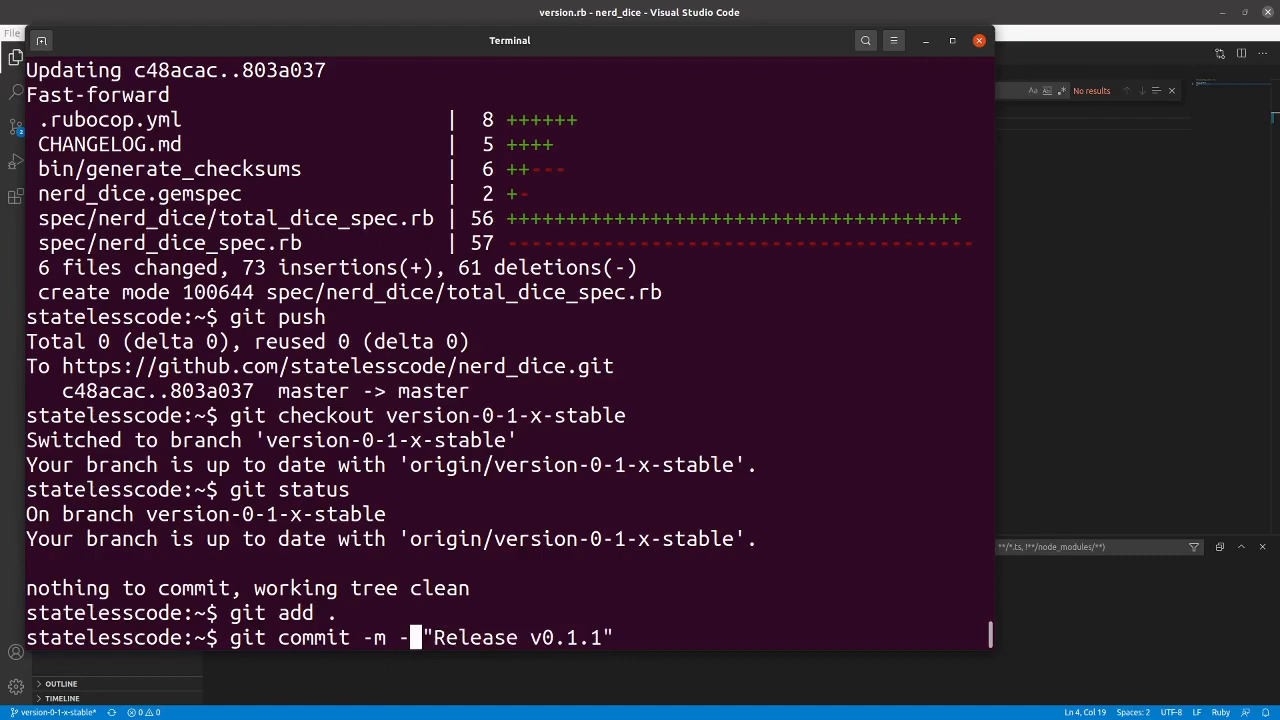 version.rb - nerd_dice - Visual Studio Code
File
Terminal
Aa
No results
Updating c48acac..803a037
Fast-forward
.rubocop.yml | 8 ++++++
CHANGELOG.md | 5 ++++
bin/generate_checksums | 6 ++---
nerd_dice.gemspec | 2 +-
spec/nerd_dice/total_dice_spec.rb | 56 ++++++++++++++++++++++++++++++++++++++
spec/nerd_dice_spec.rb | 57 ---------------------------------------
6 files changed, 73 insertions(+), 61 deletions(-)
create mode 100644 spec/nerd_dice/total_dice_spec.rb
statelesscode:~$ git push
Total 0 (delta 0), reused 0 (delta 0)
To https://github.com/statelesscode/nerd_dice.git
c48acac..803a037 master -> master
statelesscode:~$ git checkout version-0-1-x-stable
Switched to branch 'version-0-1-x-stable'
Your branch is up to date with 'origin/version-0-1-x-stable'.
statelesscode:~$ git status
On branch version-0-1-x-stable
Your branch is up to date with 'origin/version-0-1-x-stable'.
nothing to commit, working tree clean
statelesscode:~$ git add .
statelesscode:~$ git commit -m - "Release v0.1.1"
**/*.ts, !**/node_modules/**)
OUTLINE
TIMELINE
version-0-1-x-stable* 0 0
Ln 4, Col 19 Spaces: 2 UTF-8 LF Ruby